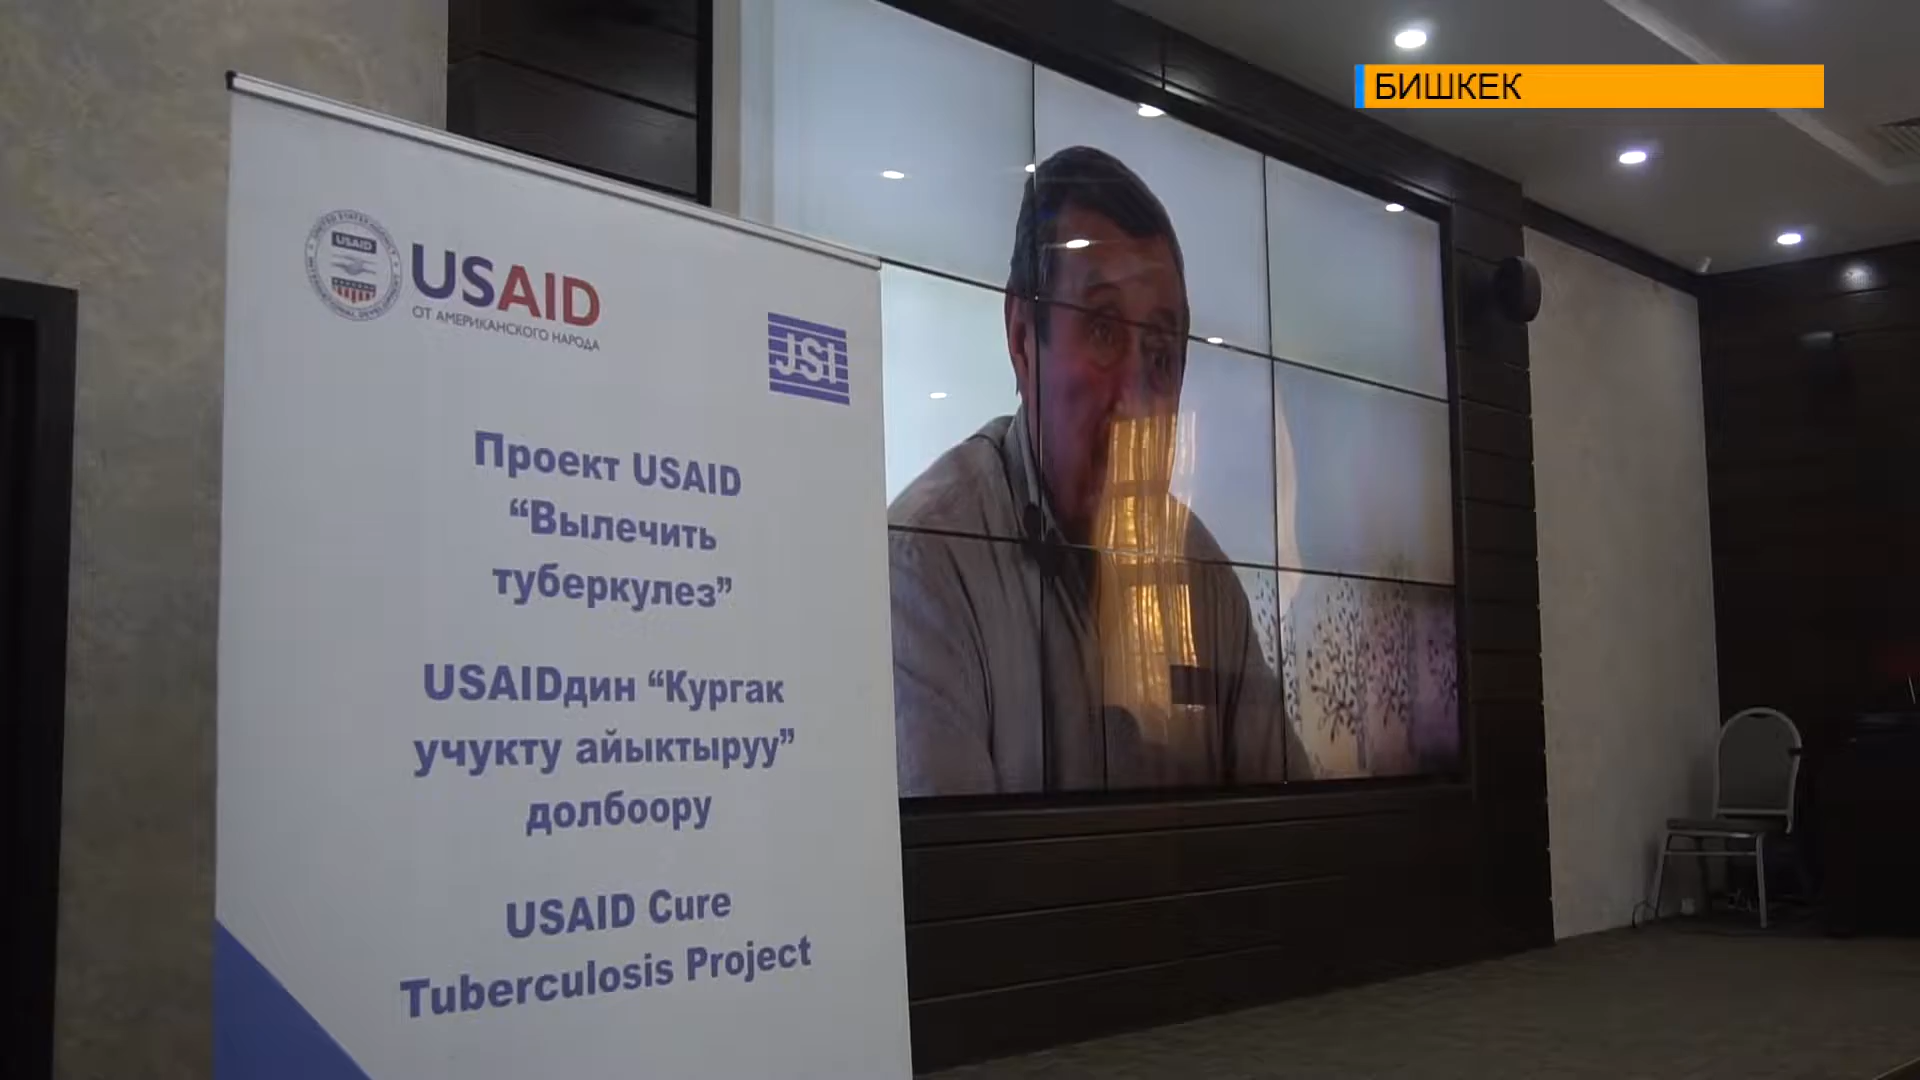 БИШКЕК
USAID
USAID
ОТ АМЕРИКАНСКОГО НАРОДА
JSI
Проект USAID
“Вылечить
туберкулез”
USAIDдин “Кургак
учукту айыктыруу”
долбоору
USAID Cure
Tuberculosis Project